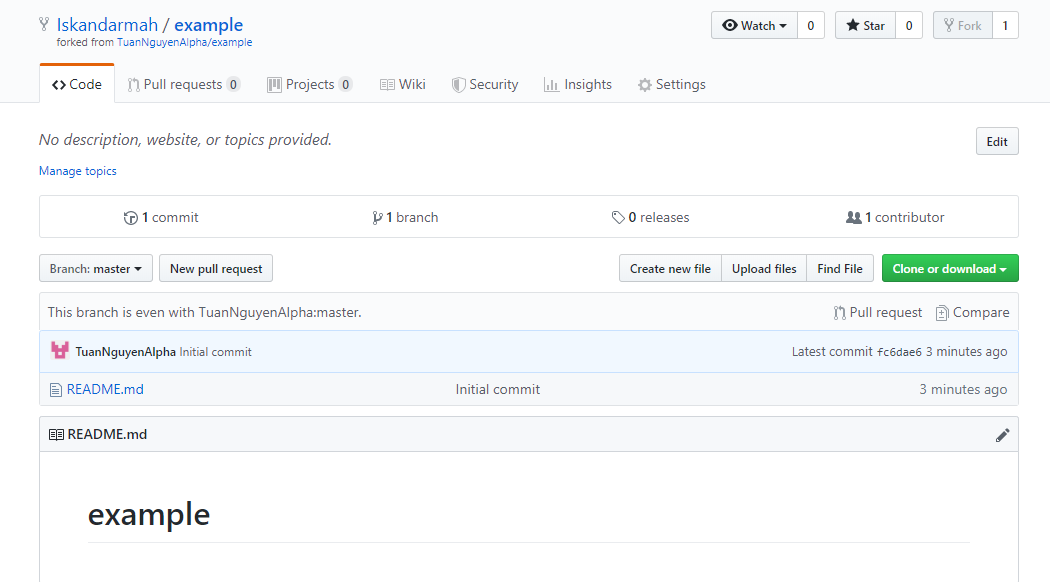 Iskandarmah / example
forked from TuanNguyenAlpha/example
Watch 0 Star 0 Fork 1
Code Pull requests 0 Projects 0 Wiki Security Insights Settings
No description, website, or topics provided.
Edit
Manage topics
1 commit 1 branch 0 releases 1 contributor
Branch: master New pull request Create new file Upload files Find File Clone or download
This branch is even with TuanNguyenAlpha:master. Pull request Compare
TuanNguyenAlpha Initial commit Latest commit fc6dae6 3 minutes ago
README.md Initial commit 3 minutes ago
README.md
example